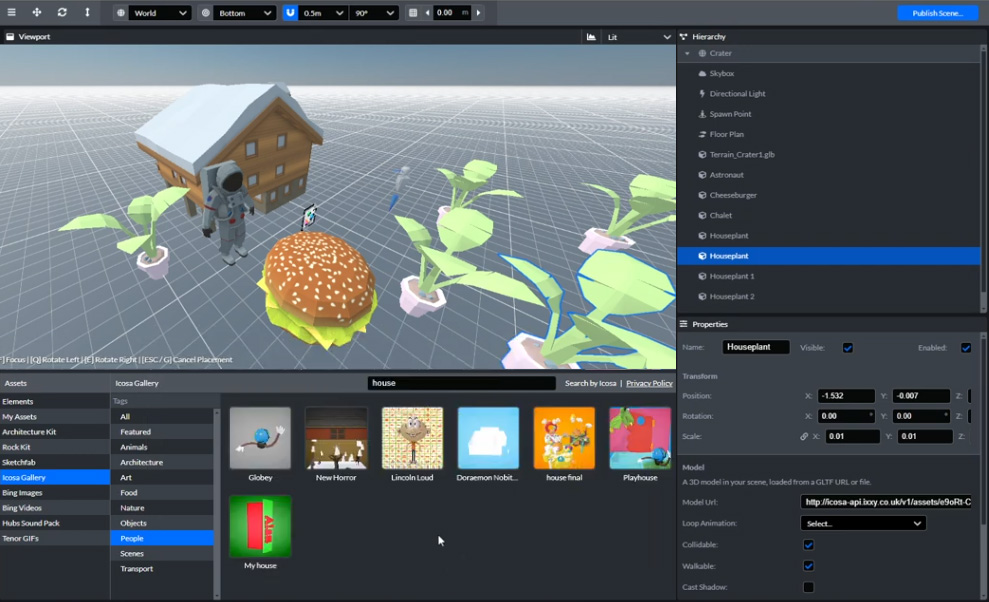 World
Bottom
0.5m
90°
0.00 m
Publish Scene...
Viewport
Lit
] Focus | [Q] Rotate Left | [E] Rotate Right | [ESC / G] Cancel Placement
Hierarchy
Crater
Skybox
Directional Light
Spawn Point
Floor Plan
Terrain_Crater1.glb
Astronaut
Cheeseburger
Chalet
Houseplant
Houseplant
Houseplant 1
Houseplant 2
Properties
Name: Houseplant Visible: Enabled:
Transform
Position: X: -1.532 Y: -0.007 Z:
Rotation: X: 0.00 ° Y: 0.00 ° Z:
Scale: X: 0.01 Y: 0.01 Z:
Model
A 3D model in your scene, loaded from a GLTF URL or file.
Model Url: http://icosa-api.ixxy.co.uk/v1/assets/e9oRt-C
Loop Animation: Select...
Collidable:
Walkable:
Cast Shadow:
Assets
Elements
My Assets
Architecture Kit
Rock Kit
Sketchfab
Icosa Gallery
Bing Images
Bing Videos
Hubs Sound Pack
Tenor GIFs
Icosa Gallery
house
Search by Icosa | Privacy Policy
Tags
All
Featured
Animals
Architecture
Art
Food
Nature
Objects
People
Scenes
Transport
Globey
New Horror
Lincoln Loud
Doraemon Nobit...
house final
Playhouse
My house